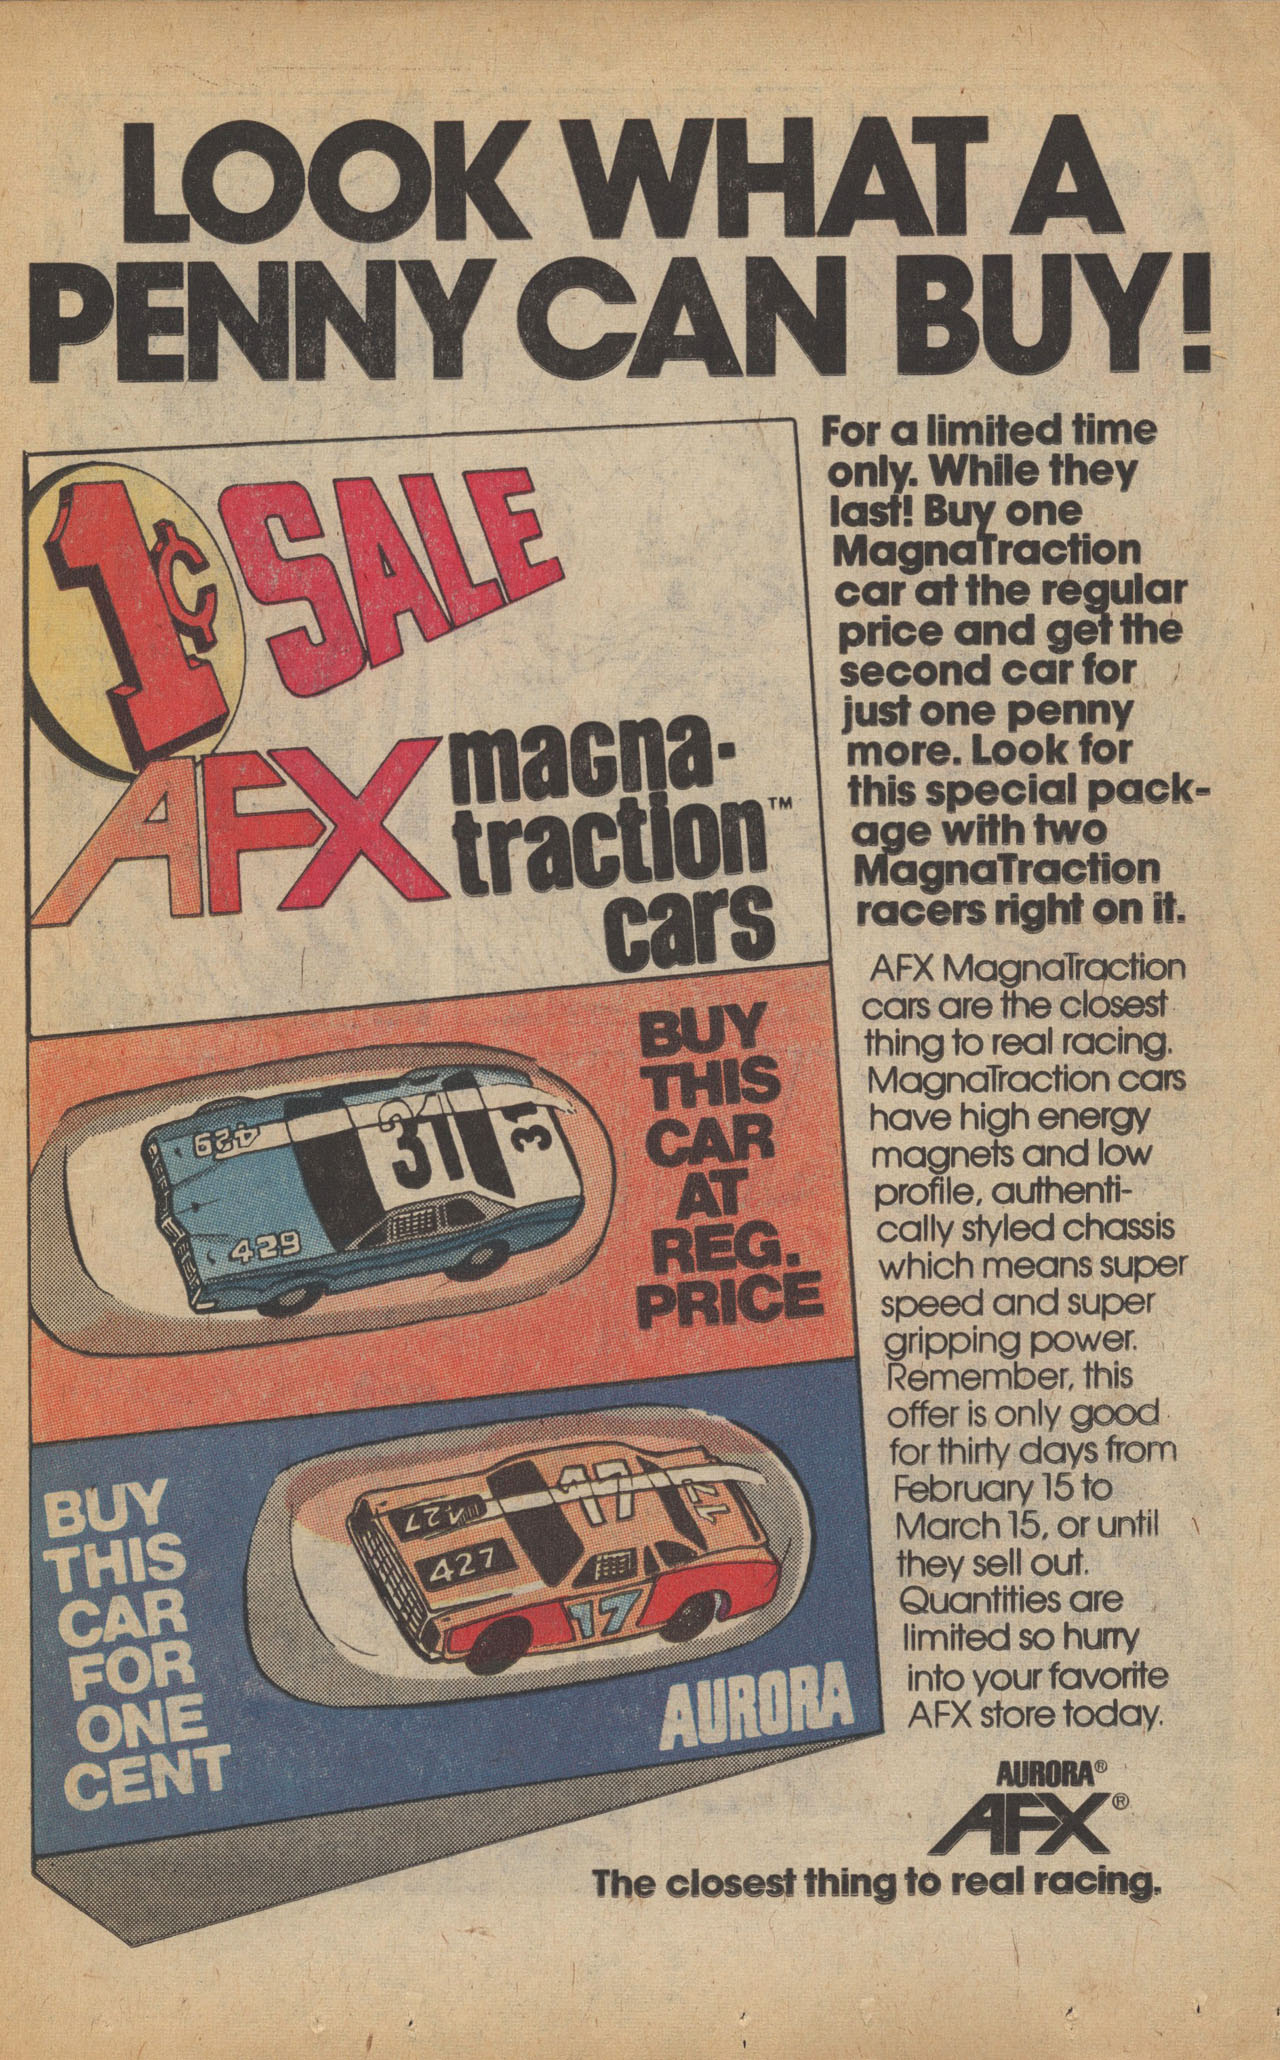 LOOK WHAT A
PENNY CAN BUY!
1¢ SALE
AFX magna-
traction™
cars
BUY
THIS
CAR
AT
REG.
PRICE
429
429
31
31
BUY
THIS
CAR
FOR
ONE
CENT
427
427
17
17
17
AURORA
For a limited time
only. While they
last! Buy one
MagnaTraction
car at the regular
price and get the
second car for
just one penny
more. Look for
this special pack-
age with two
MagnaTraction
racers right on it.
AFX MagnaTraction
cars are the closest
thing to real racing.
MagnaTraction cars
have high energy
magnets and low
profile, authenti-
cally styled chassis
which means super
speed and super
gripping power.
Remember, this
offer is only good
for thirty days from
February 15 to
March 15, or until
they sell out.
Quantities are
limited so hurry
into your favorite
AFX store today.
AURORA®
AFX®
The closest thing to real racing.